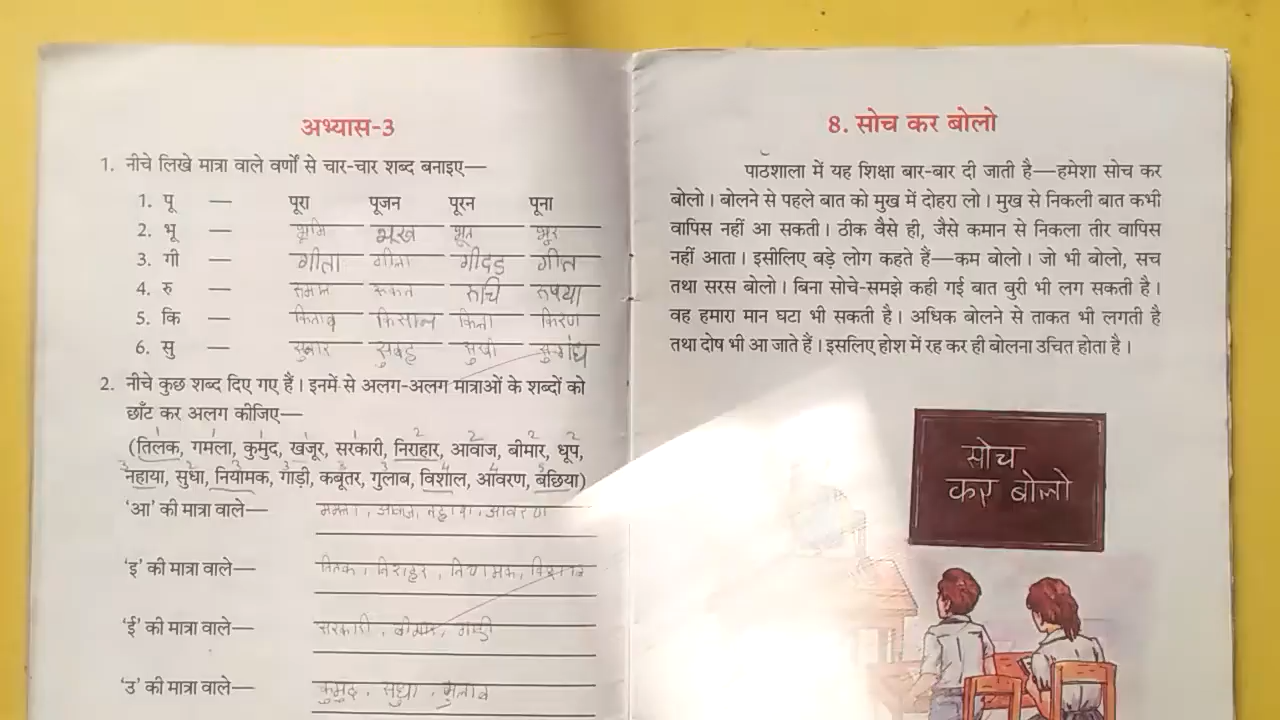 अभ्यास-3
1. नीचे लिखे मात्रा वाले वर्णों से चार-चार शब्द बनाइए—
1. पू — पूरा पूजन पूरन पूना
2. भू — भूमि भूख भूत
3. गी — गीता गीला गीदड गीत
4. रु — रुचि रुपया
5. कि — किताब किसान किरण
6. सु — सुनार सुबह सुखी सुगंध
2. नीचे कुछ शब्द दिए गए हैं। इनमें से अलग-अलग मात्राओं के शब्दों को
छाँट कर अलग कीजिए—
(तिलक, गमला, कुमुद, खजूर, सरकारी, निराहार, आवाज, बीमार, धूप,
नहाया, सुधा, नियामक, गाड़ी, कबूतर, गुलाब, विशाल, आवरण, बछिया)
'आ' की मात्रा वाले—
'इ' की मात्रा वाले— तिलक, निराहार, नियामक, विशाल
'ई' की मात्रा वाले— सरकारी, बीमार, गाड़ी
'उ' की मात्रा वाले— कुमुद, सुधा, गुलाब
8. सोच कर बोलो
पाठशाला में यह शिक्षा बार-बार दी जाती है—हमेशा सोच कर
बोलो। बोलने से पहले बात को मुख में दोहरा लो। मुख से निकली बात कभी
वापिस नहीं आ सकती। ठीक वैसे ही, जैसे कमान से निकला तीर वापिस
नहीं आता। इसीलिए बड़े लोग कहते हैं—कम बोलो। जो भी बोलो, सच
तथा सरस बोलो। बिना सोचे-समझे कही गई बात बुरी भी लग सकती है।
वह हमारा मान घटा भी सकती है। अधिक बोलने से ताकत भी लगती है
तथा दोष भी आ जाते हैं। इसलिए होश में रह कर ही बोलना उचित होता है।
सोच
कर बोलो